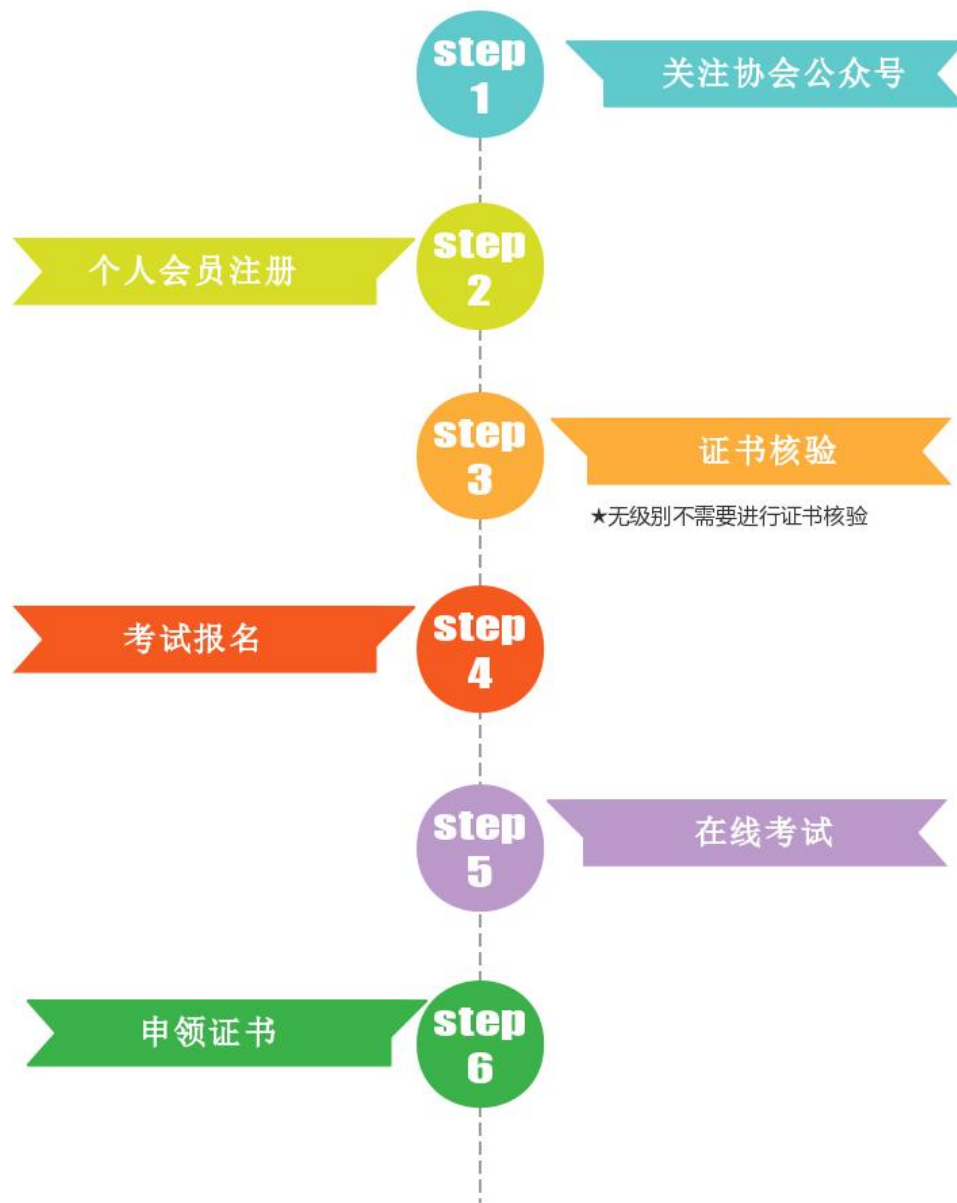 step
1
关注协会公众号
step
2
个人会员注册
step
3
证书核验
★无级别不需要进行证书核验
step
4
考试报名
step
5
在线考试
step
6
申领证书